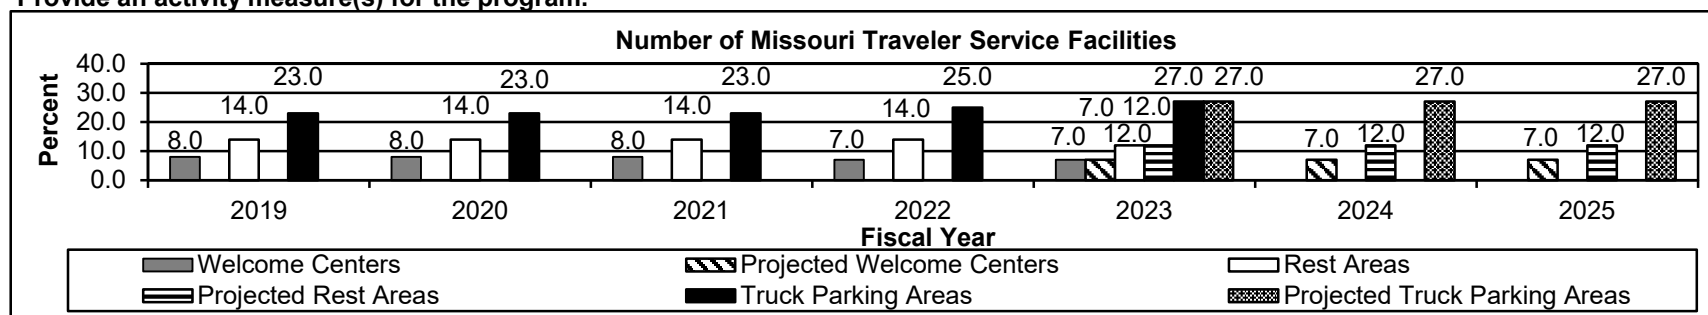 Provide an activity measure(s) for the program.
Number of Missouri Traveler Service Facilities
Percent
40.0
30.0
20.0
10.0
0.0
8.0 14.0 23.0
8.0 14.0 23.0
8.0 14.0 23.0
7.0 14.0 25.0
7.0 7.0 12.0 12.0 27.0 27.0
7.0 12.0 27.0
7.0 12.0 27.0
2019 2020 2021 2022 2023 2024 2025
Fiscal Year
Welcome Centers Projected Welcome Centers Rest Areas
Projected Rest Areas Truck Parking Areas Projected Truck Parking Areas